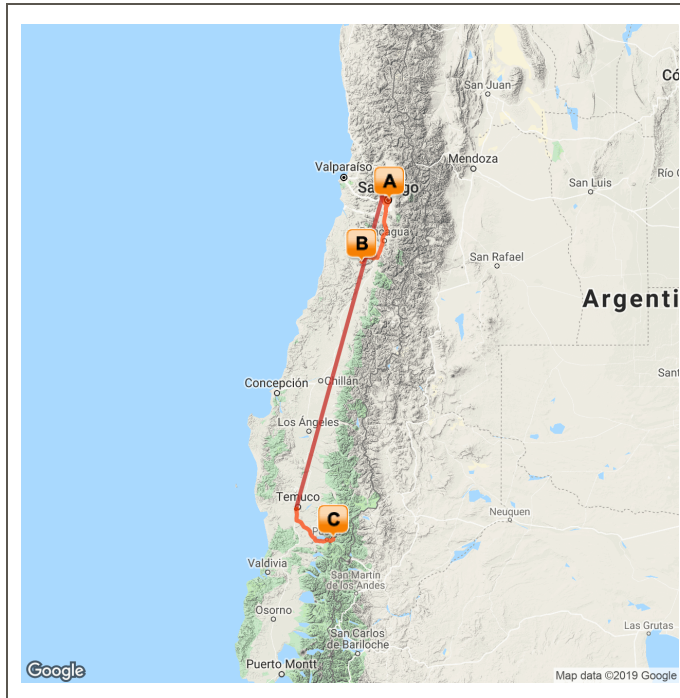 Có
San Juan
Valparaíso
Mendoza
A
Río C
San Luis
B
San Rafael
Argenti
Sant
Chillán
Concepción
Los Ángeles
Temuco
Neuquen
C
Valdivia
San Martín
de los Andes
Osorno
Las Grutas
San Carlos
de Bariloche
Puerto Montt
Google
Map data ©2019 Google